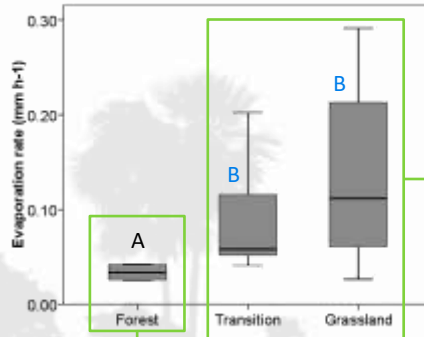 Evaporation rate (mm h-1)
0.30
0.20
0.10
0.00
A
B
B
Forest
Transition
Grassland